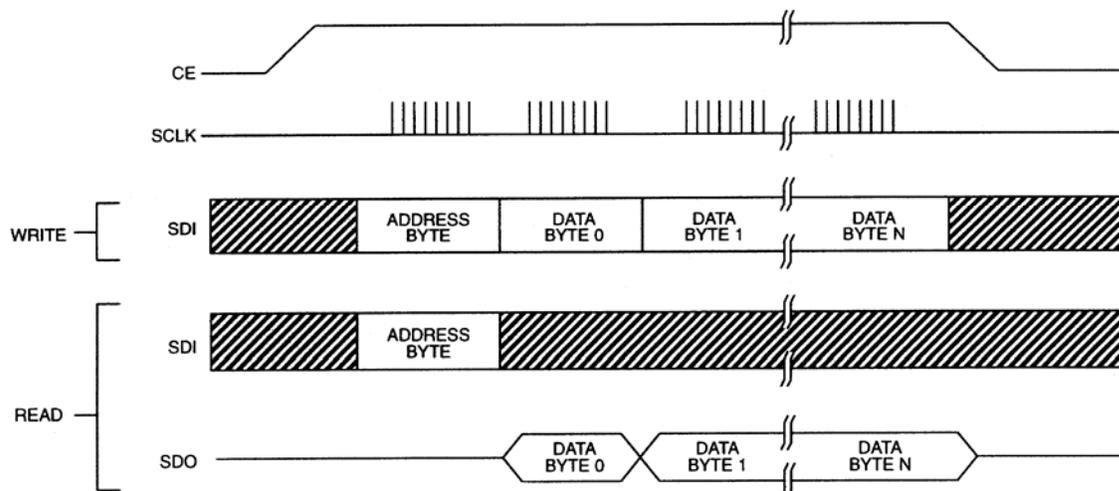 CE
SCLK
WRITE
SDI
ADDRESS
BYTE
DATA
BYTE 0
DATA
BYTE 1
DATA
BYTE N
READ
SDI
ADDRESS
BYTE
SDO
DATA
BYTE 0
DATA
BYTE 1
DATA
BYTE N